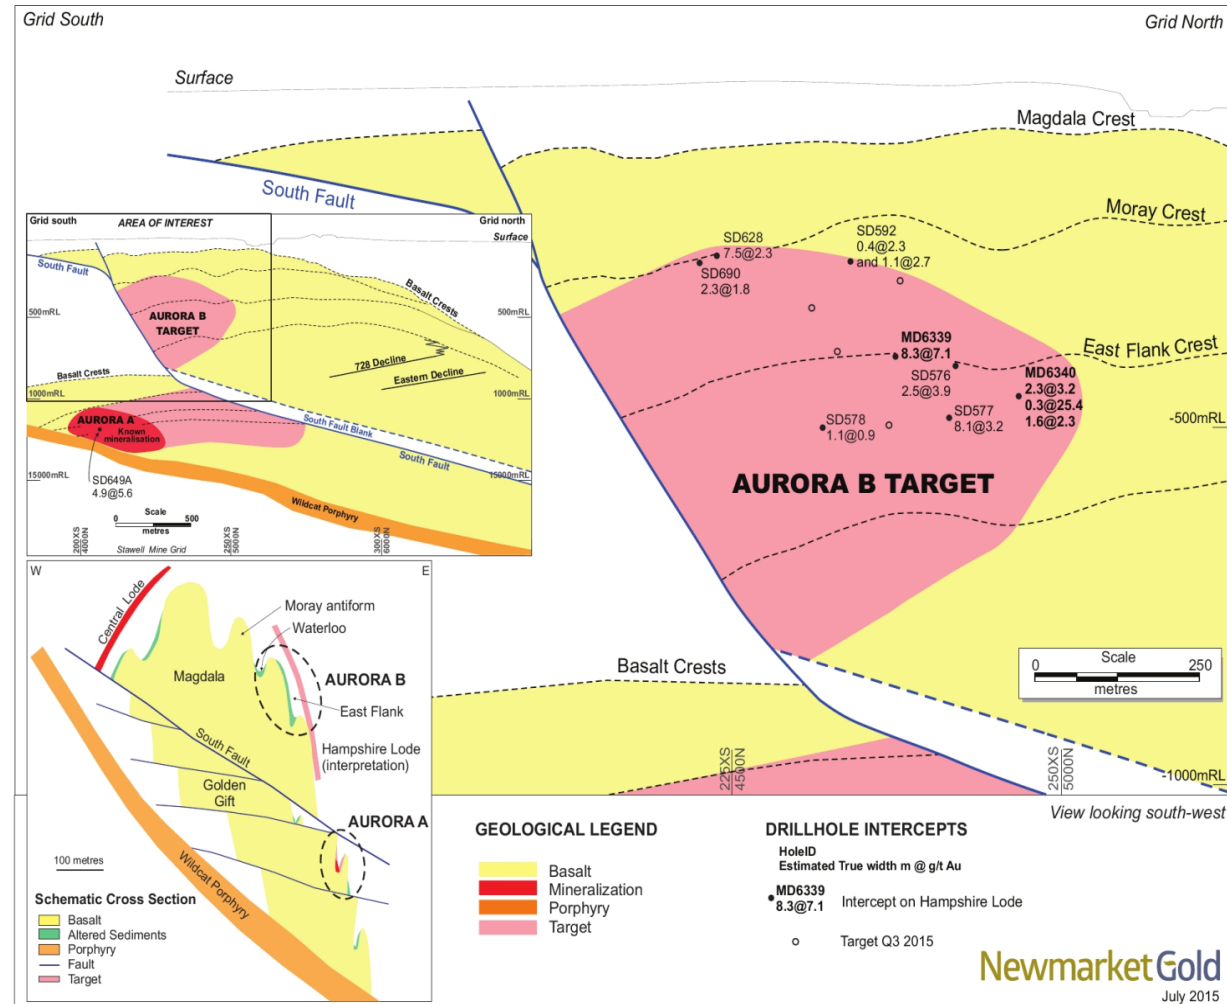 Grid South
Grid North
Surface
Magdala Crest
South Fault
Moray Crest
SD628
7.5@2.3
SD592
0.4@2.3
and 1.1@2.7
SD690
2.3@1.8
MD6339
8.3@7.1
East Flank Crest
SD576
2.5@3.9
MD6340
2.3@3.2
0.3@25.4
1.6@2.3
SD577
8.1@3.2
SD578
1.1@0.9
-500mRL
AURORA B TARGET
Basalt Crests
Scale
0 250
metres
225XS
4500N
250XS
5000N
-1000mRL
View looking south-west
Grid south
AREA OF INTEREST
Grid north
Surface
South Fault
Basalt Crests
AURORA B
TARGET
500mRL
500mRL
728 Decline
Eastern Decline
Basalt Crests
1000mRL
1000mRL
AURORA A
Known
mineralisation
South Fault Blank
South Fault
15000mRL
15000mRL
SD649A
4.9@5.6
Wildcat Porphyry
Scale
0 500
metres
200XS
4000N
250XS
5000N
300XS
6000N
Stawell Mine Grid
W
E
Central Lode
Moray antiform
Waterloo
Magdala
AURORA B
East Flank
South Fault
Hampshire Lode
(interpretation)
Golden
Gift
AURORA A
100 metres
Wildcat Porphyry
Schematic Cross Section
Basalt
Altered Sediments
Porphyry
Fault
Target
GEOLOGICAL LEGEND
Basalt
Mineralization
Porphyry
Target
DRILLHOLE INTERCEPTS
HoleID
Estimated True width m @ g/t Au
MD6339
8.3@7.1
Intercept on Hampshire Lode
Target Q3 2015
NewmarketGold
July 2015